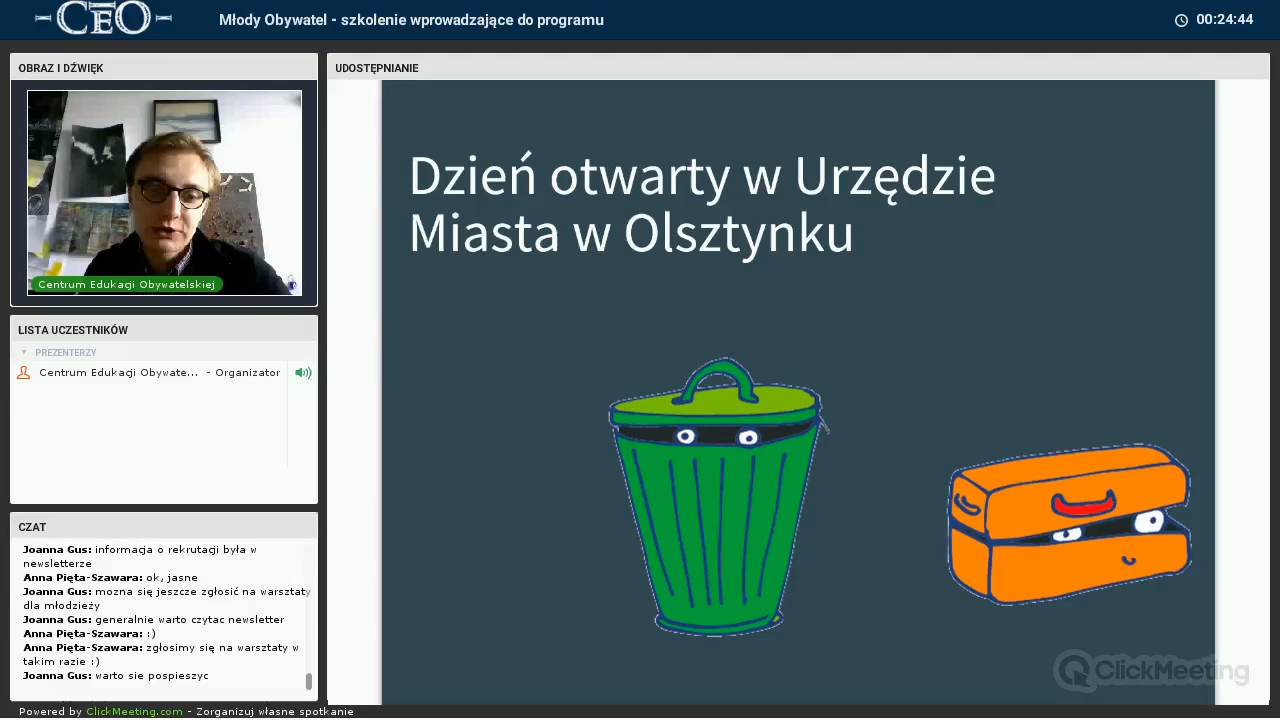 CEO
Młody Obywatel - szkolenie wprowadzające do programu
00:24:44
OBRAZ I DŹWIĘK
Centrum Edukacji Obywatelskiej
LISTA UCZESTNIKÓW
PREZENTERZY
Centrum Edukacji Obywate... - Organizator
CZAT
Joanna Gus: informacja o rekrutacji była w
newsletterze
Anna Pięta-Szawara: ok, jasne
Joanna Gus: mozna się jeszcze zgłosić na warsztaty
dla młodzieży
Joanna Gus: generalnie warto czytac newsletter
Anna Pięta-Szawara: :)
Anna Pięta-Szawara: zgłosimy się na warsztaty w
takim razie :)
Joanna Gus: warto sie pospieszyc
UDOSTĘPNIANIE
Dzień otwarty w Urzędzie
Miasta w Olsztynku
ClickMeeting
Powered by ClickMeeting.com - Zorganizuj własne spotkanie